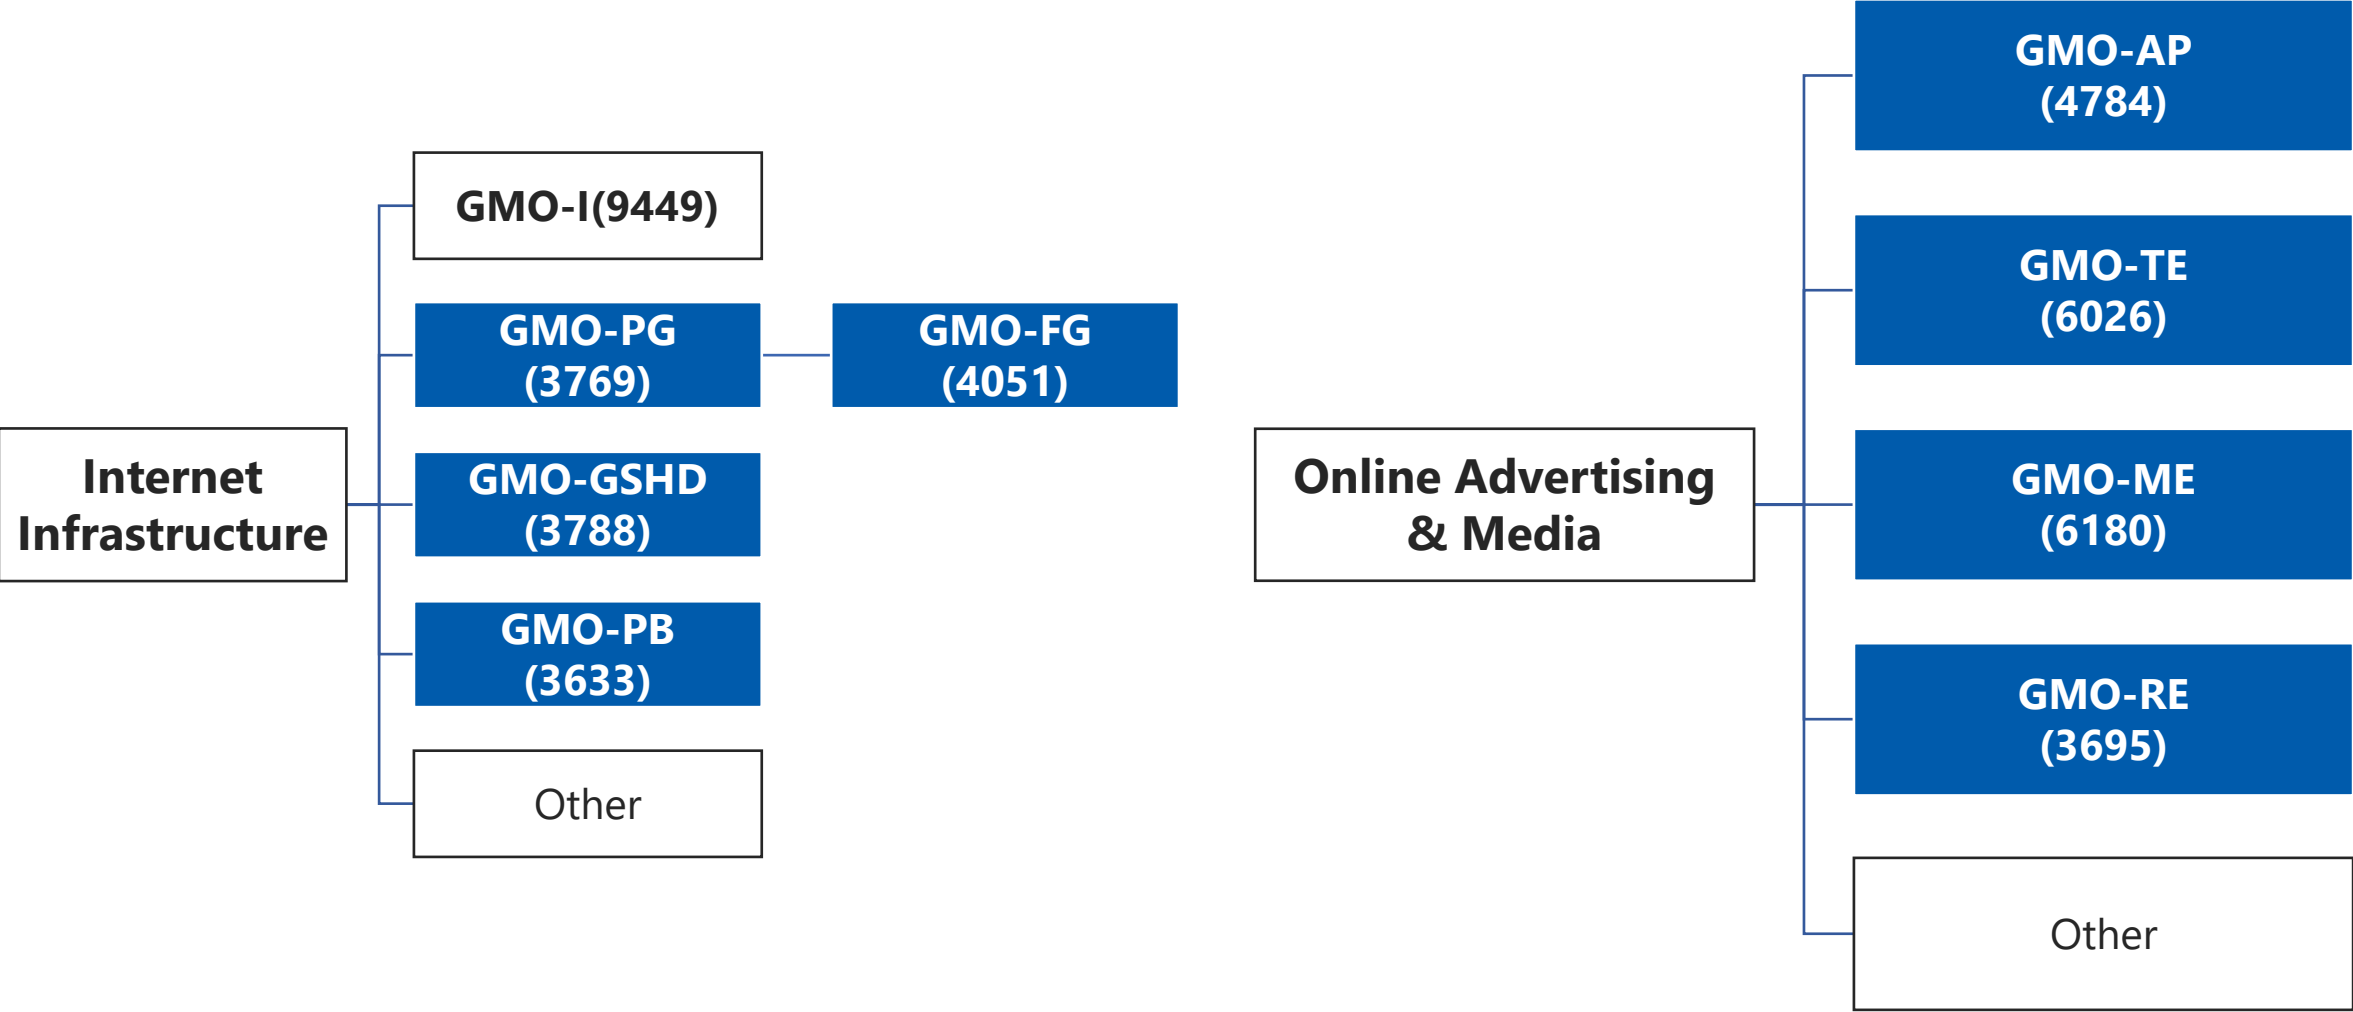 Internet
Infrastructure
GMO-I(9449)
GMO-PG
(3769)
GMO-FG
(4051)
GMO-GSHD
(3788)
GMO-PB
(3633)
Other
Online Advertising
& Media
GMO-AP
(4784)
GMO-TE
(6026)
GMO-ME
(6180)
GMO-RE
(3695)
Other